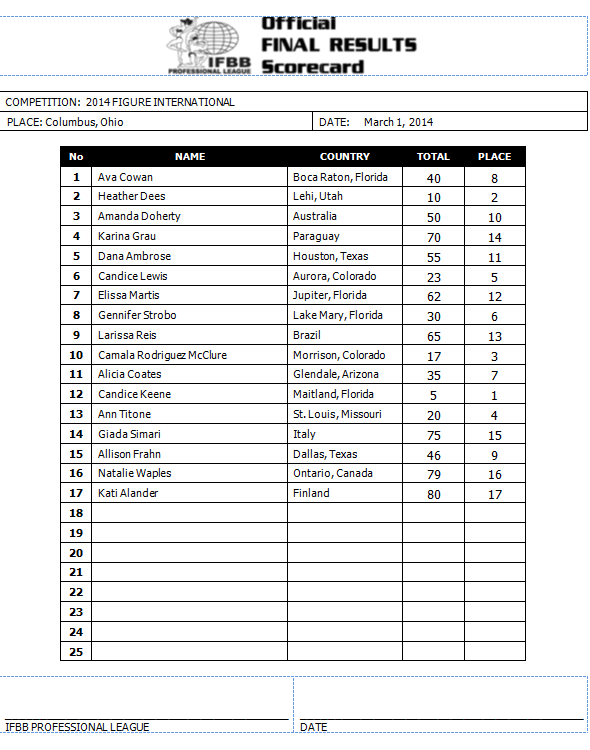 Official
FINAL RESULTS
Scorecard
IFBB
PROFESSIONAL LEAGUE
COMPETITION: 2014 FIGURE INTERNATIONAL
PLACE: Columbus, Ohio DATE: March 1, 2014
No NAME COUNTRY TOTAL PLACE
1 Ava Cowan Boca Raton, Florida 40 8
2 Heather Dees Lehi, Utah 10 2
3 Amanda Doherty Australia 50 10
4 Karina Grau Paraguay 70 14
5 Dana Ambrose Houston, Texas 55 11
6 Candice Lewis Aurora, Colorado 23 5
7 Elissa Martis Jupiter, Florida 62 12
8 Gennifer Strobo Lake Mary, Florida 30 6
9 Larissa Reis Brazil 65 13
10 Camala Rodriguez McClure Morrison, Colorado 17 3
11 Alicia Coates Glendale, Arizona 35 7
12 Candice Keene Maitland, Florida 5 1
13 Ann Titone St. Louis, Missouri 20 4
14 Giada Simari Italy 75 15
15 Allison Frahn Dallas, Texas 46 9
16 Natalie Waples Ontario, Canada 79 16
17 Kati Alander Finland 80 17
18
19
20
21
22
23
24
25
IFBB PROFESSIONAL LEAGUE DATE